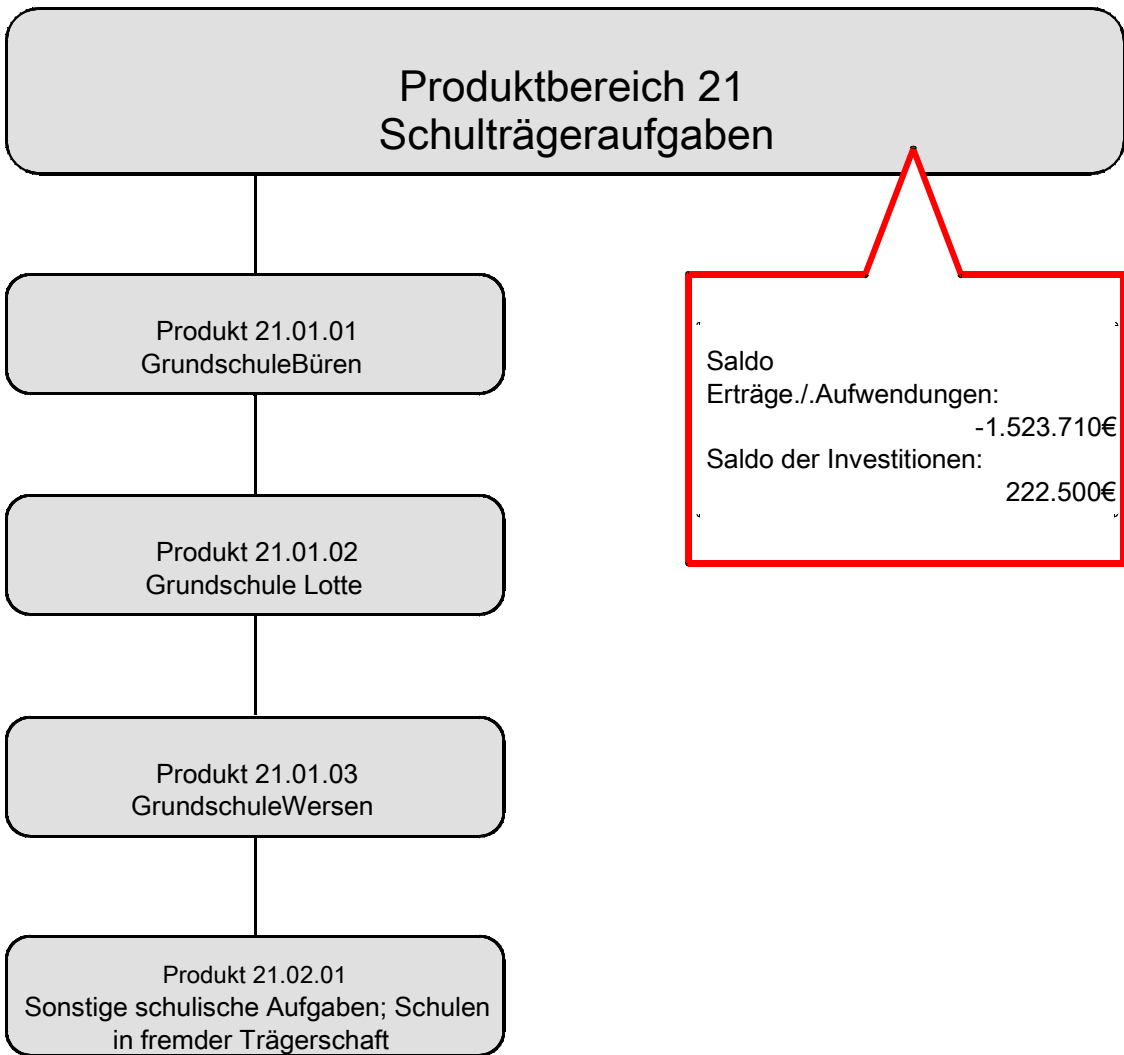 Produktbereich 21
Schulträgeraufgaben
Produkt 21.01.01
GrundschuleBüren
Saldo
Erträge./.Aufwendungen:
-1.523.710€
Saldo der Investitionen:
222.500€
Produkt 21.01.02
Grundschule Lotte
Produkt 21.01.03
GrundschuleWersen
Produkt 21.02.01
Sonstige schulische Aufgaben; Schulen
in fremder Trägerschaft